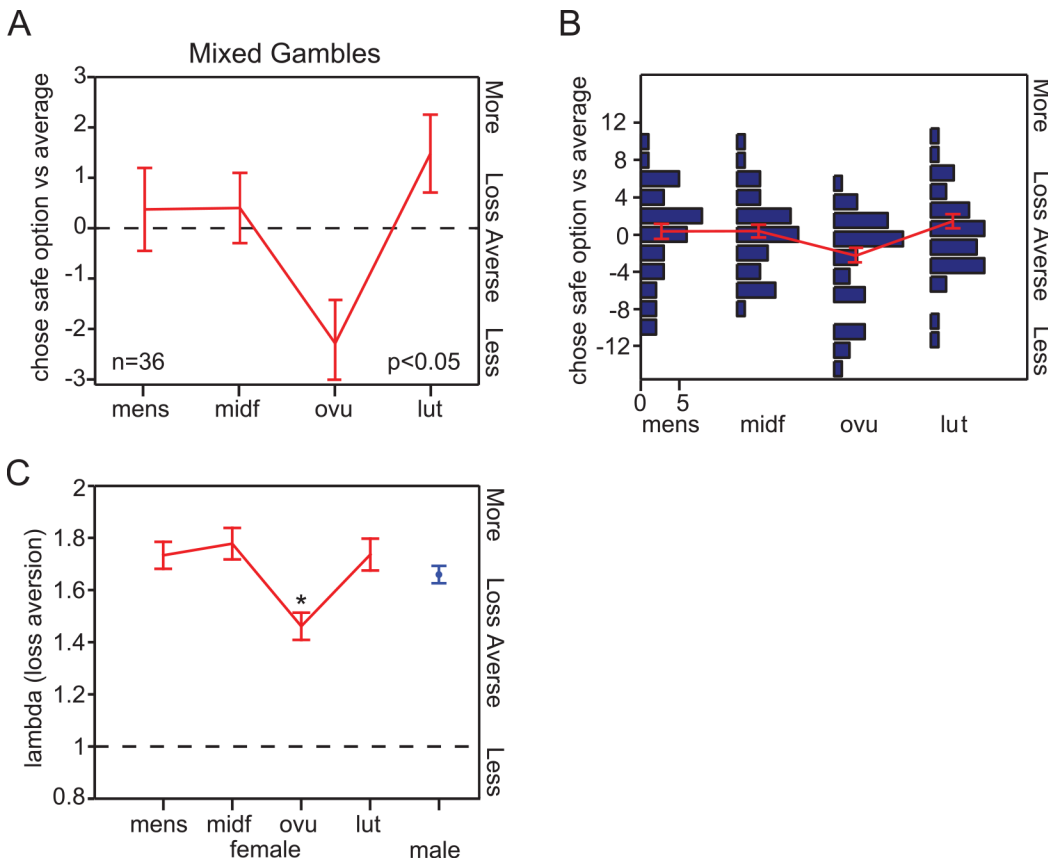 A
Mixed Gambles
chose safe option vs average
3
2
1
0
-1
-2
-3
n=36
p<0.05
mens
midf
ovu
lut
More
Loss Averse
Less
B
chose safe option vs average
12
8
4
0
-4
-8
-12
0
5
mens
midf
ovu
lut
More
Loss Averse
Less
C
lambda (loss aversion)
2
1.8
1.6
1.4
1.2
1
0.8
*
mens
midf
ovu
lut
female
male
More
Loss Averse
Less